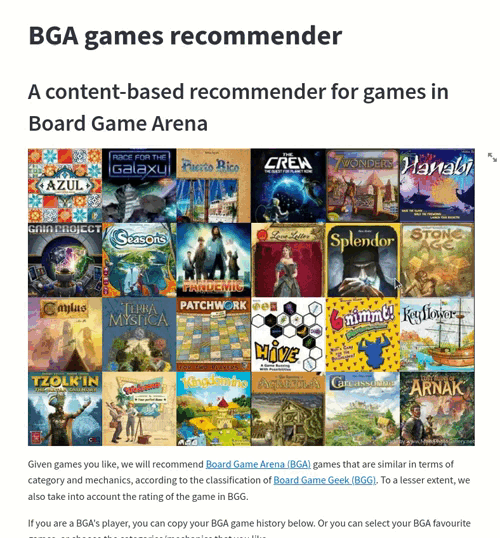 BGA games recommender
A content-based recommender for games in
Board Game Arena
AZUL
RACE FOR THE
GALAXY
Puerto Rico
THE
CREW
7 WONDERS
Hanabi
GAIA PROJECT
Seasons
PANDEMIC
Love Letter
Splendor
STONE
AGE
Caylus
TERRA
MYSTICA
PATCHWORK
HIVE
6 nimmt!
Keyflower
TZOLK'IN
Kingdomino
Carcassonne
ARNAK
Given games you like, we will recommend Board Game Arena (BGA) games that are similar in terms of
category and mechanics, according to the classification of Board Game Geek (BGG). To a lesser extent, we
also take into account the rating of the game in BGG.
If you are a BGA's player, you can copy your BGA game history below. Or you can select your BGA favourite